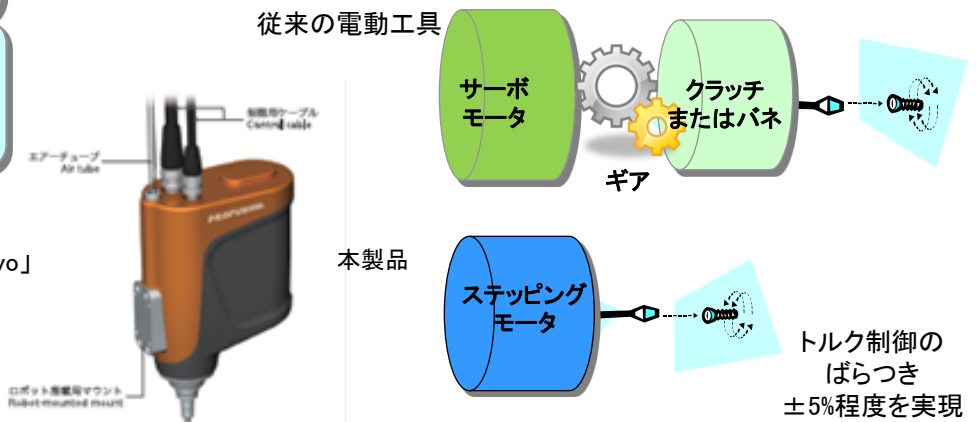 従来の電動工具
サーボ
モータ
クラッチ
またはバネ
ギア
制御用ケーブル
Control cable
エアーチューブ
Air tube
PROFUSION
yo」
本製品
ステッピング
モータ
トルク制御の
ばらつき
±5%程度を実現
ロボット搭載用マウント
Robot-mounted mount